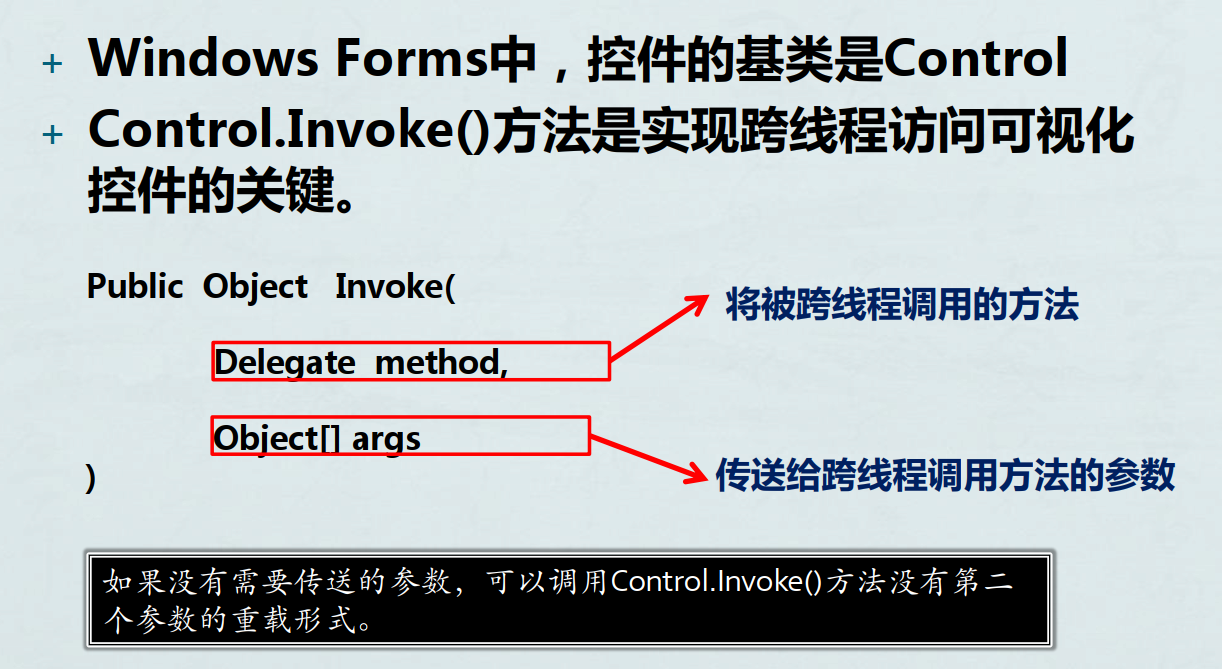 + Windows Forms中，控件的基类是Control
+ Control.Invoke()方法是实现跨线程访问可视化
控件的关键。
Public Object Invoke(
将被跨线程调用的方法
Delegate method,
Object[] args
传送给跨线程调用方法的参数
)
如果没有需要传送的参数，可以调用Control.Invoke()方法没有第二
个参数的重载形式。